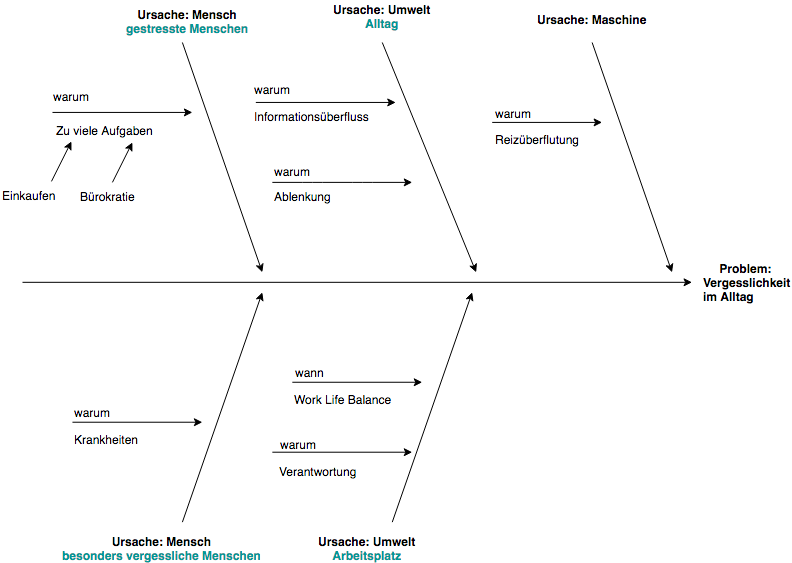 Ursache: Mensch
gestresste Menschen
Ursache: Umwelt
Alltag
Ursache: Maschine
warum
Zu viele Aufgaben
Einkaufen
Bürokratie
warum
Informationsüberfluss
warum
Ablenkung
warum
Reizüberflutung
Problem:
Vergesslichkeit
im Alltag
warum
Krankheiten
wann
Work Life Balance
warum
Verantwortung
Ursache: Mensch
besonders vergessliche Menschen
Ursache: Umwelt
Arbeitsplatz